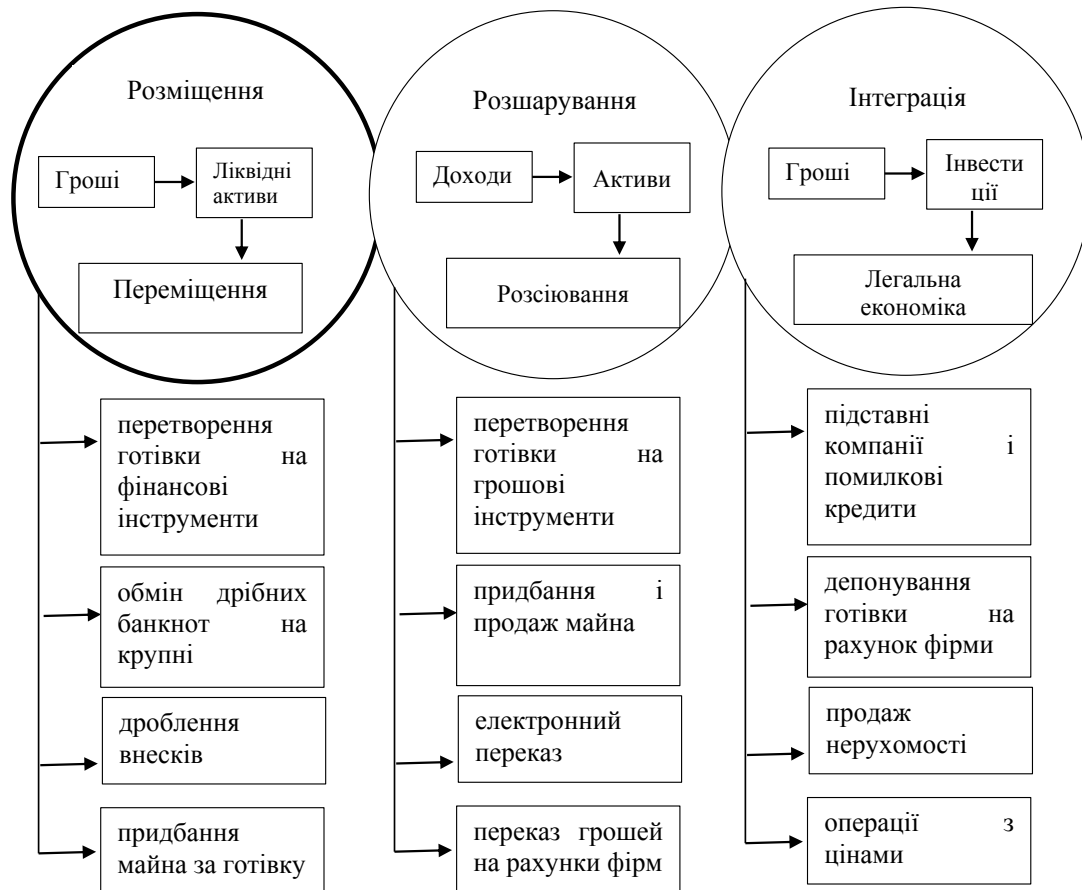 Розміщення
Гроші
Ліквідні
активи
Переміщення
перетворення
готівки на
фінансові
інструменти
обмін дрібних
банкнот на
крупні
дроблення
внесків
придбання
майна за готівку
Розшарування
Доходи
Активи
Розсіювання
перетворення
готівки на
грошові
інструменти
придбання і
продаж майна
електронний
переказ
переказ грошей
на рахунки фірм
Інтеграція
Гроші
Інвести
ції
Легальна
економіка
підставні
компанії і
помилкові
кредити
депонування
готівки на
рахунок фірми
продаж
нерухомості
операції з
цінами